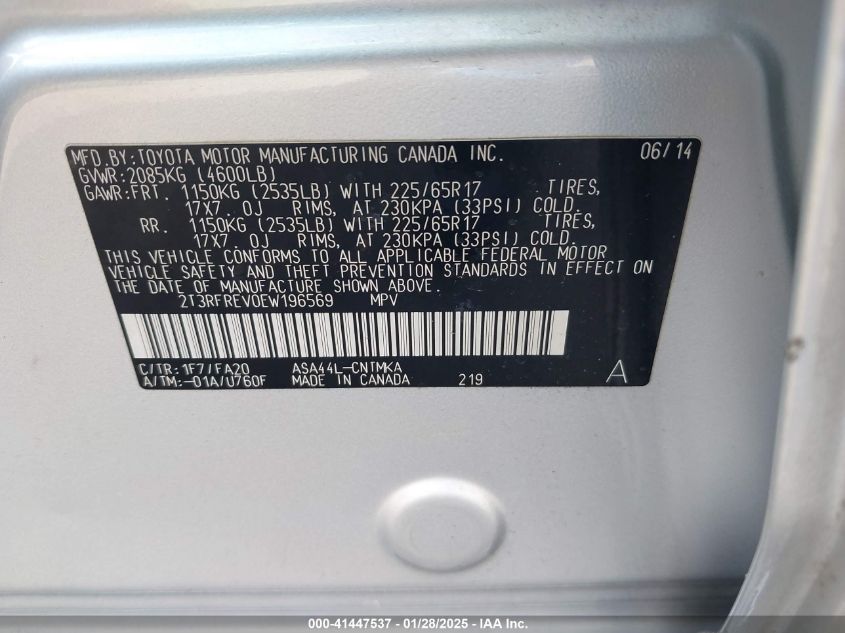 MFD.BY:TOYOTA MOTOR MANUFACTURING CANADA INC. 06/14
GVWR:2085KG (4600LB)
GAWR:FRT. 1150KG (2535LB) WITH 225/65R17 TIRES,
17X7.0J RIMS, AT 230KPA (33PSI) COLD.
RR. 1150KG (2535LB) WITH 225/65R17 TIRES,
17X7.0J RIMS, AT 230KPA (33PSI) COLD.
THIS VEHICLE CONFORMS TO ALL APPLICABLE FEDERAL MOTOR
VEHICLE SAFETY AND THEFT PREVENTION STANDARDS IN EFFECT ON
THE DATE OF MANUFACTURE SHOWN ABOVE.
2T3RFREV0EW196569 MPV
C/TR:1F7/FA20 ASA44L-CNTMKA
A/TM:-01A/U760F MADE IN CANADA 219 A
000-41447537 - 01/28/2025 - IAA Inc.